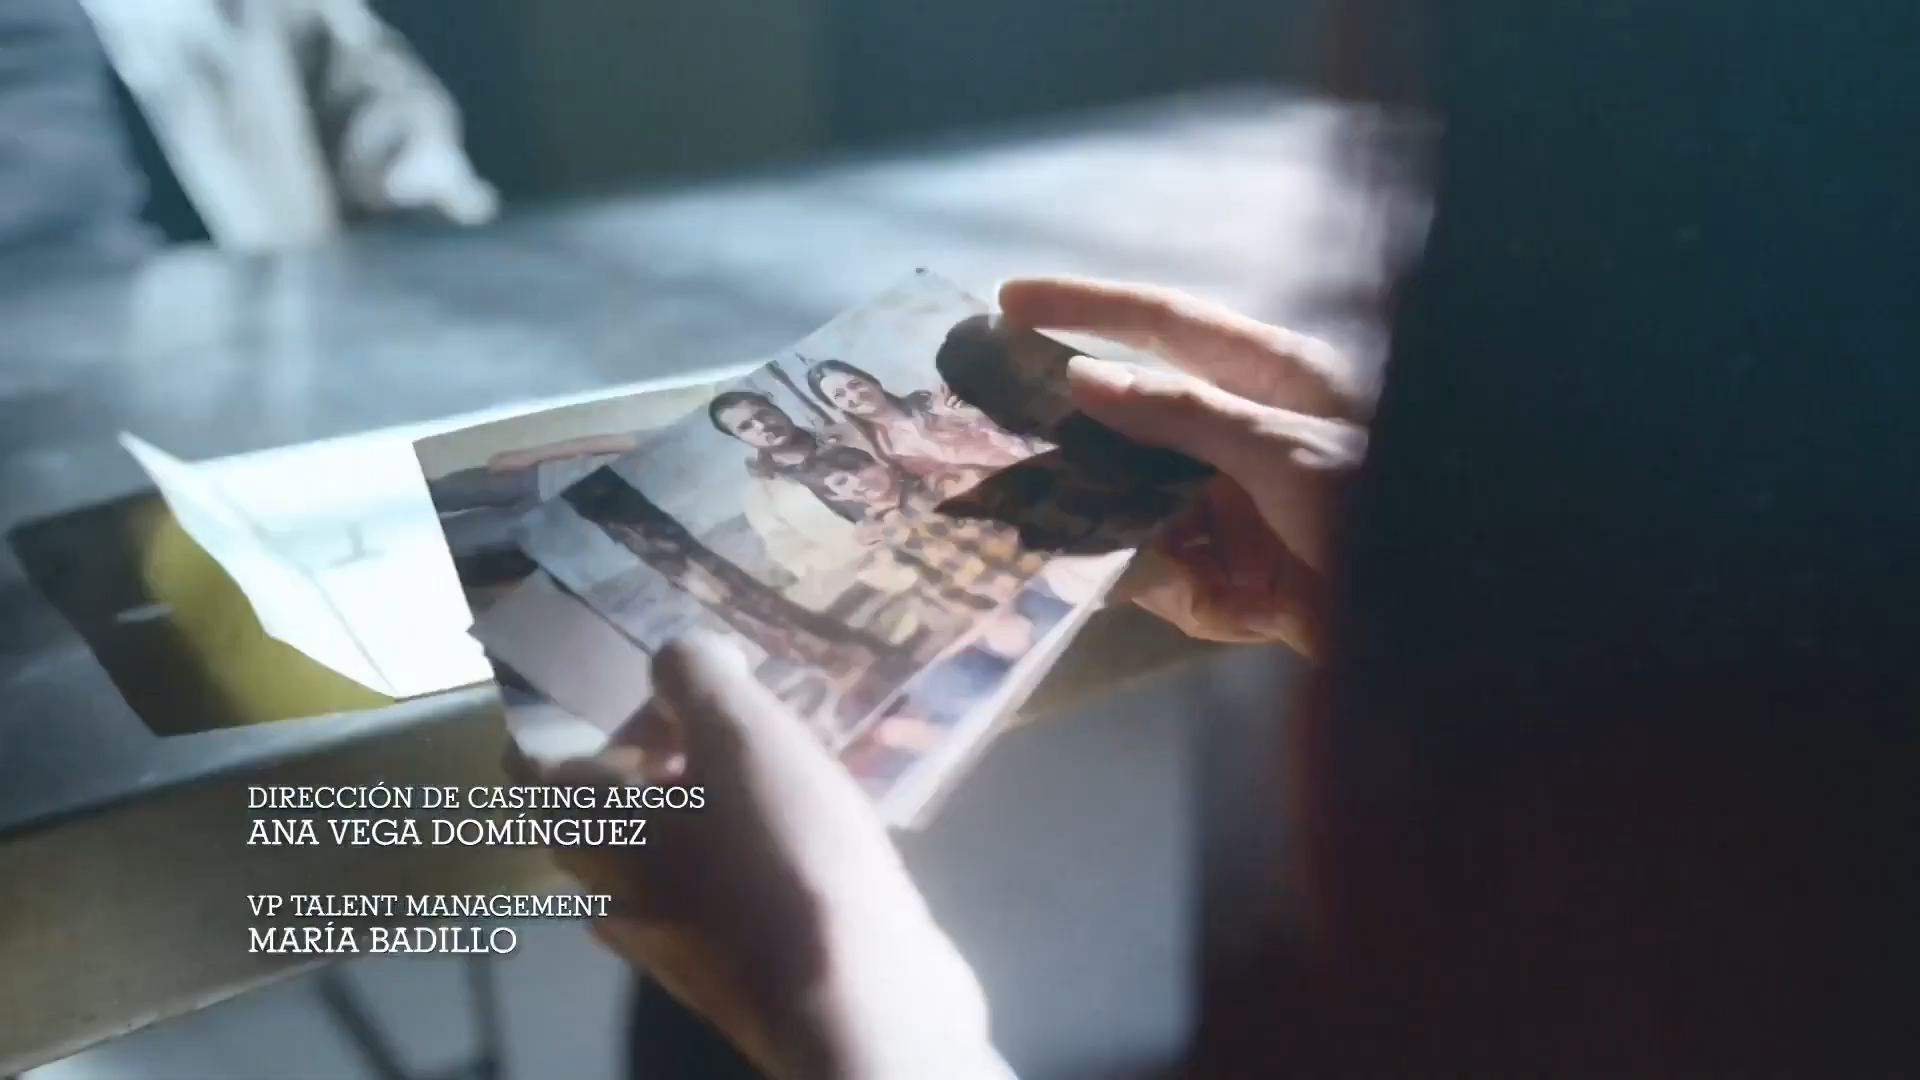 DIRECCIÓN DE CASTING ARGOS
ANA VEGA DOMÍNGUEZ
VP TALENT MANAGEMENT
MARÍA BADILLO